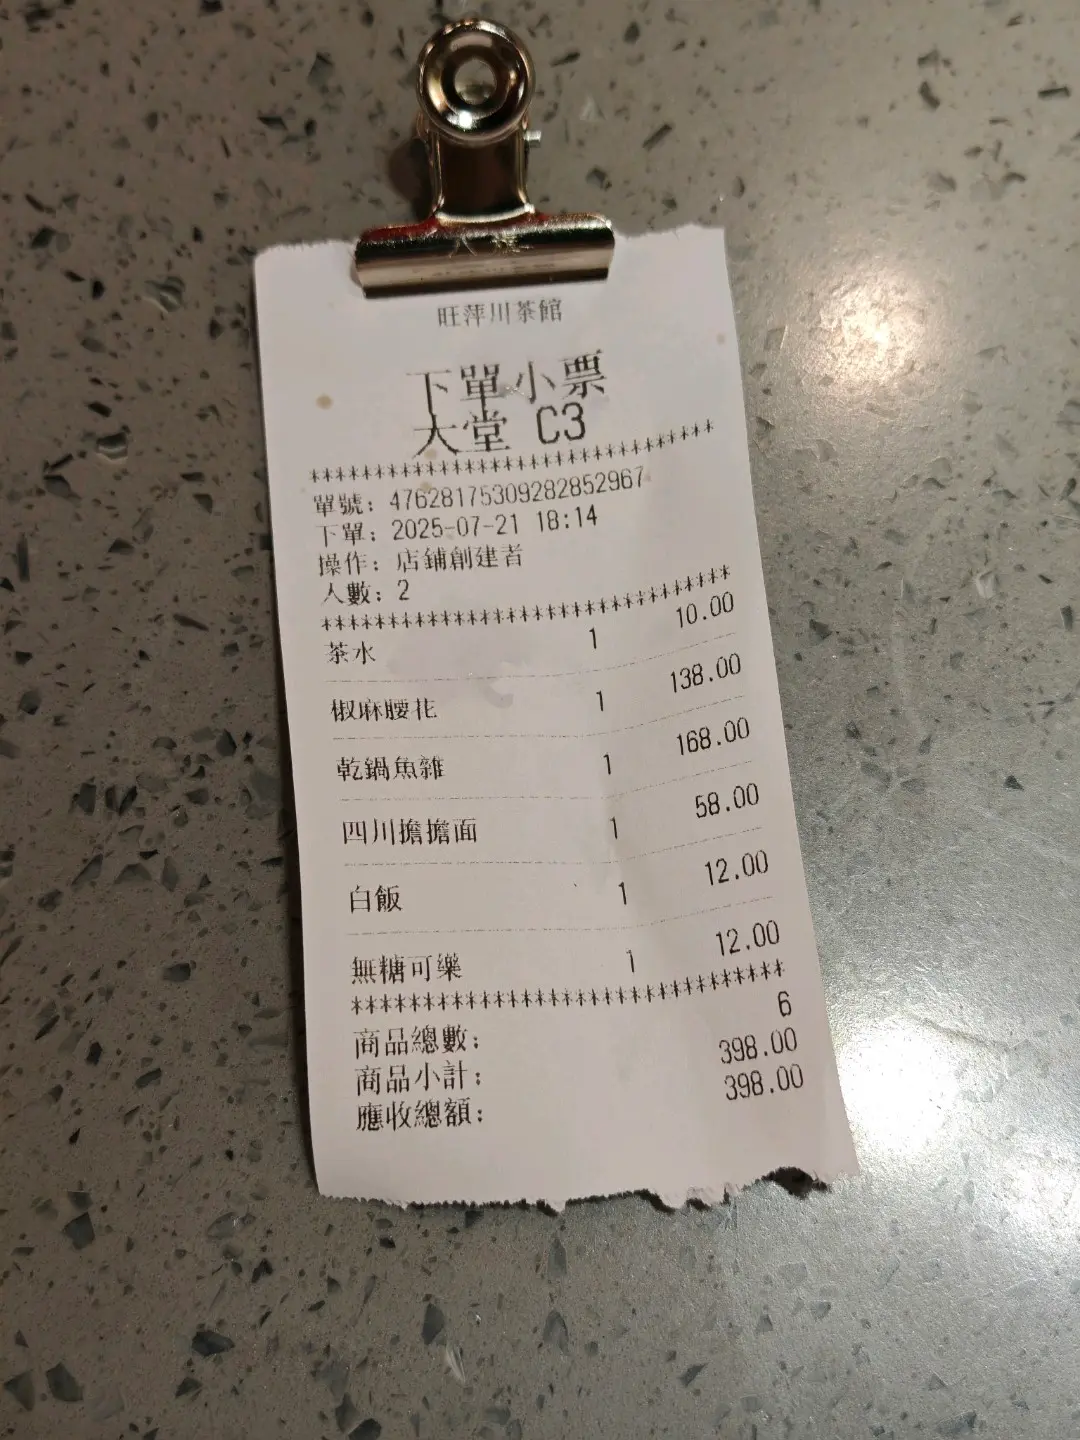 旺萍川茶館
下單小票
大堂 C3
********************************
單號: 47628175309282852967
下單: 2025-07-21 18:14
操作: 店鋪創建者
人數: 2
********************************
茶水 1 10.00
椒麻腰花 1 138.00
乾鍋魚雜 1 168.00
四川擔擔面 1 58.00
白飯 1 12.00
無糖可樂 1 12.00
********************************
商品總數: 6
商品小計: 398.00
應收總額: 398.00